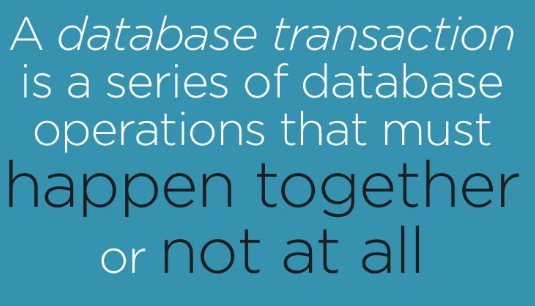 A database transaction
is a series of database
operations that must
happen together
or not at all